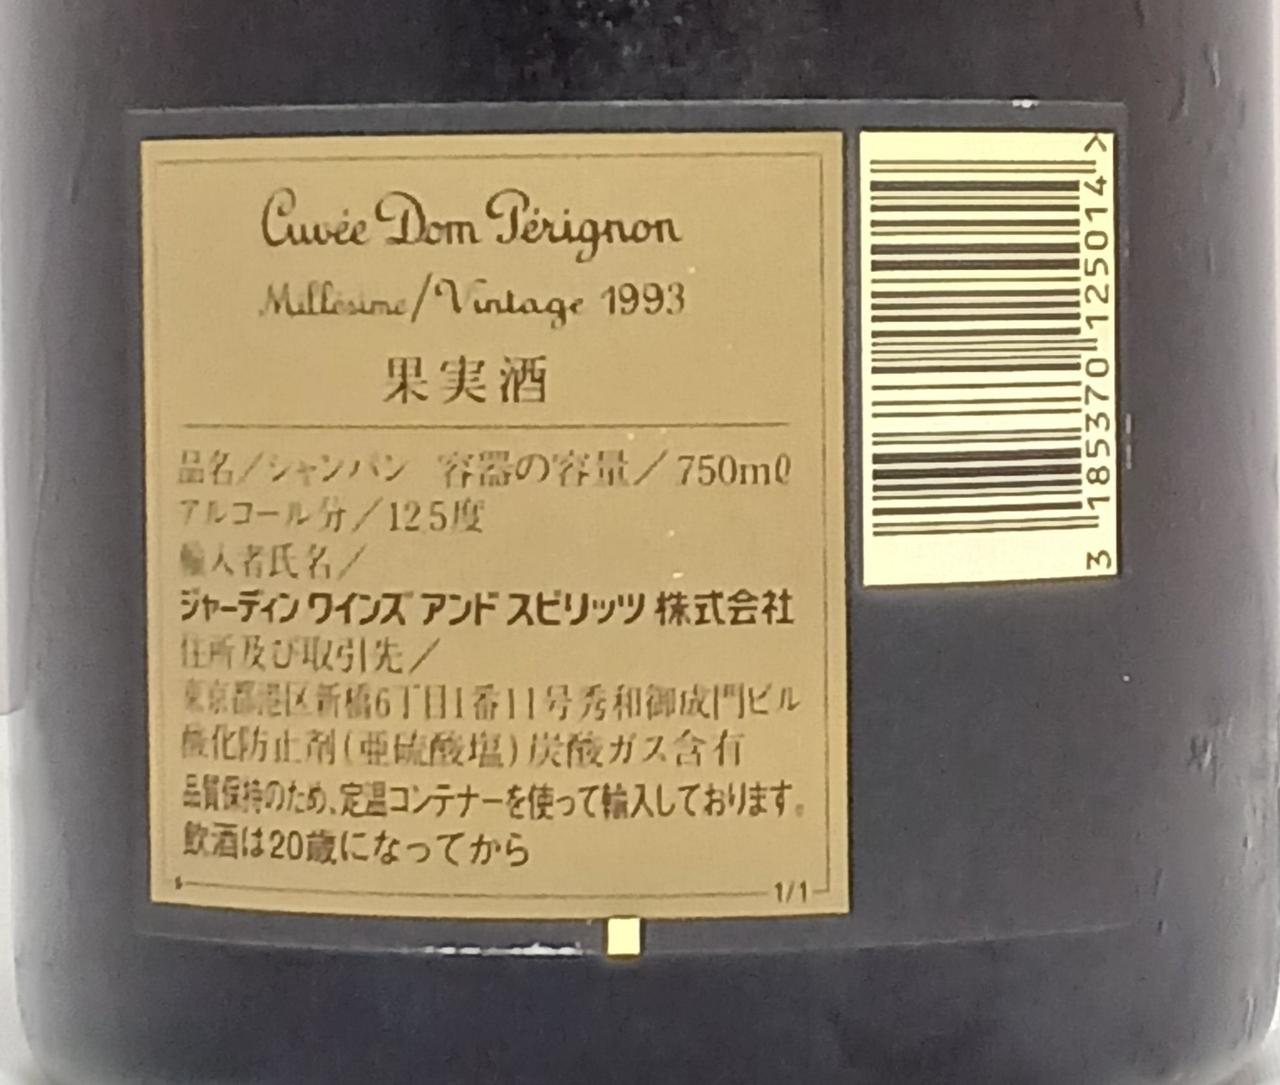 Cuvée Dom Pérignon
Millésime/Vintage 1993
果実酒
品名/シャンパン 容器の容量/750mℓ
アルコール分/12.5度
輸入者氏名/
ジャーディン ワインズ アンド スピリッツ 株式会社
住所及び取引先/
東京都港区新橋6丁目1番11号秀和御成門ビル
酸化防止剤(亜硫酸塩)炭酸ガス含有
品質保持のため、定温コンテナーを使って輸入しております。
飲酒は20歳になってから
1/1
3 185370 125014 >